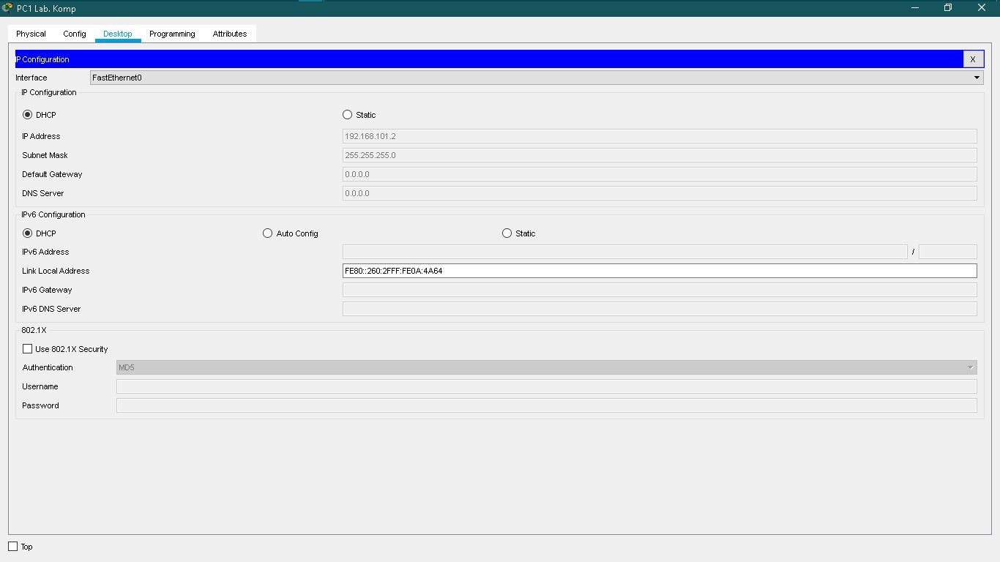 PC1 Lab. Komp
Physical Config Desktop Programming Attributes
IP Configuration X
Interface FastEthernet0
IP Configuration
DHCP Static
IP Address 192.168.101.2
Subnet Mask 255.255.255.0
Default Gateway 0.0.0.0
DNS Server 0.0.0.0
IPv6 Configuration
DHCP Auto Config Static
IPv6 Address /
Link Local Address FE80::260:2FFF:FE0A:4A64
IPv6 Gateway
IPv6 DNS Server
802.1X
Use 802.1X Security
Authentication MD5
Username
Password
Top